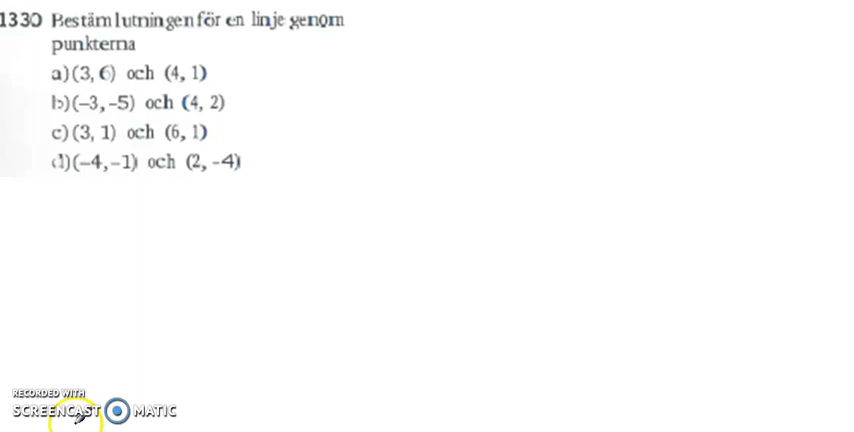 1330 Bestäm lutningen för en linje genom
punkterna
a) (3, 6) och (4, 1)
b) (–3, –5) och (4, 2)
c) (3, 1) och (6, 1)
d) (–4, –1) och (2, –4)
RECORDED WITH
SCREENCAST MATIC